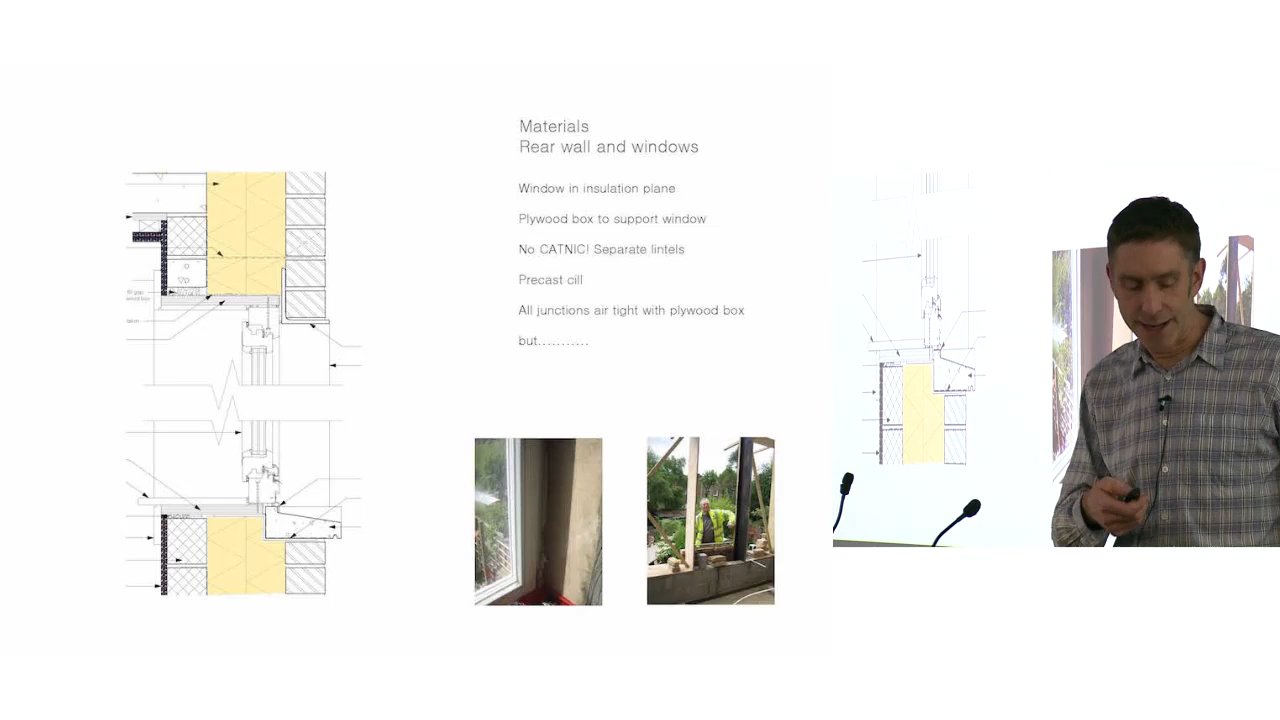 Materials
Rear wall and windows
Window in insulation plane
Plywood box to support window
No CATNIC! Separate lintels
Precast cill
All junctions air tight with plywood box
but...........